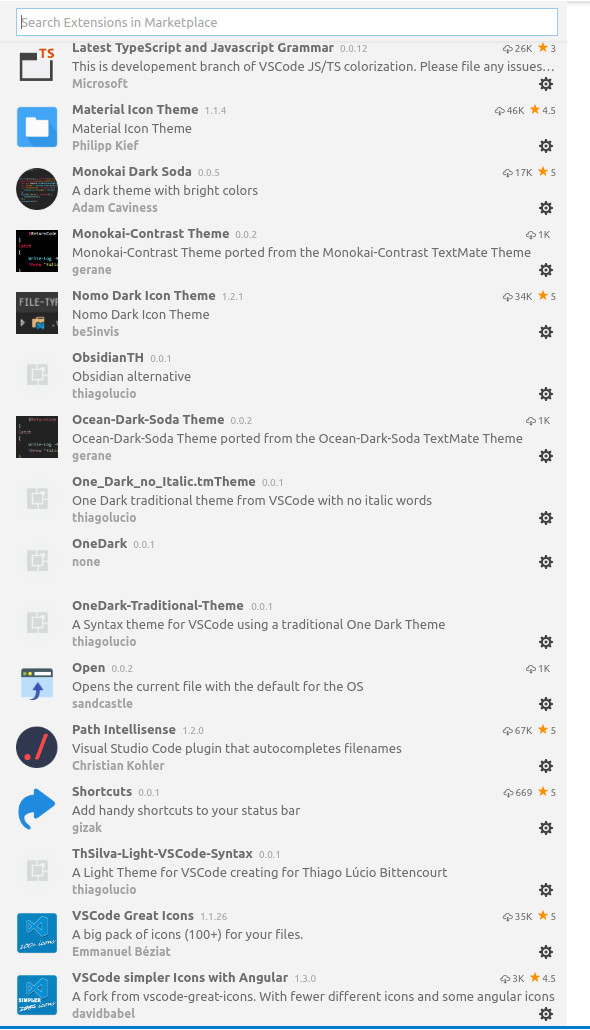 Search Extensions in Marketplace
Latest TypeScript and Javascript Grammar 0.0.12 26K 3
TS
This is developement branch of VSCode JS/TS colorization. Please file any issues...
Microsoft
Material Icon Theme 1.1.4 46K 4.5
Material Icon Theme
Philipp Kief
Monokai Dark Soda 0.0.5 17K 5
A dark theme with bright colors
Adam Caviness
Monokai-Contrast Theme 0.0.2 1K
Monokai-Contrast Theme ported from the Monokai-Contrast TextMate Theme
gerane
Nomo Dark Icon Theme 1.2.1 34K 5
FILE-TYP
Nomo Dark Icon Theme
be5invis
ObsidianTH 0.0.1
Obsidian alternative
thiagolucio
Ocean-Dark-Soda Theme 0.0.2 1K
Ocean-Dark-Soda Theme ported from the Ocean-Dark-Soda TextMate Theme
gerane
One_Dark_no_Italic.tmTheme 0.0.1
One Dark traditional theme from VSCode with no italic words
thiagolucio
OneDark 0.0.1
none
OneDark-Traditional-Theme 0.0.1
A Syntax theme for VSCode using a traditional One Dark Theme
thiagolucio
Open 0.0.2 1K
Opens the current file with the default for the OS
sandcastle
Path Intellisense 1.2.0 67K 5
./
Visual Studio Code plugin that autocompletes filenames
Christian Kohler
Shortcuts 0.0.1 669 5
Add handy shortcuts to your status bar
gizak
ThSilva-Light-VSCode-Syntax 0.0.1
A Light Theme for VSCode creating for Thiago Lúcio Bittencourt
thiagolucio
VSCode Great Icons 1.1.26 35K 5
A big pack of icons (100+) for your files.
100+ icons
Emmanuel Béziat
VSCode simpler Icons with Angular 1.3.0 3K 4.5
A fork from vscode-great-icons. With fewer different icons and some angular icons
SIMPLER
davidbabel